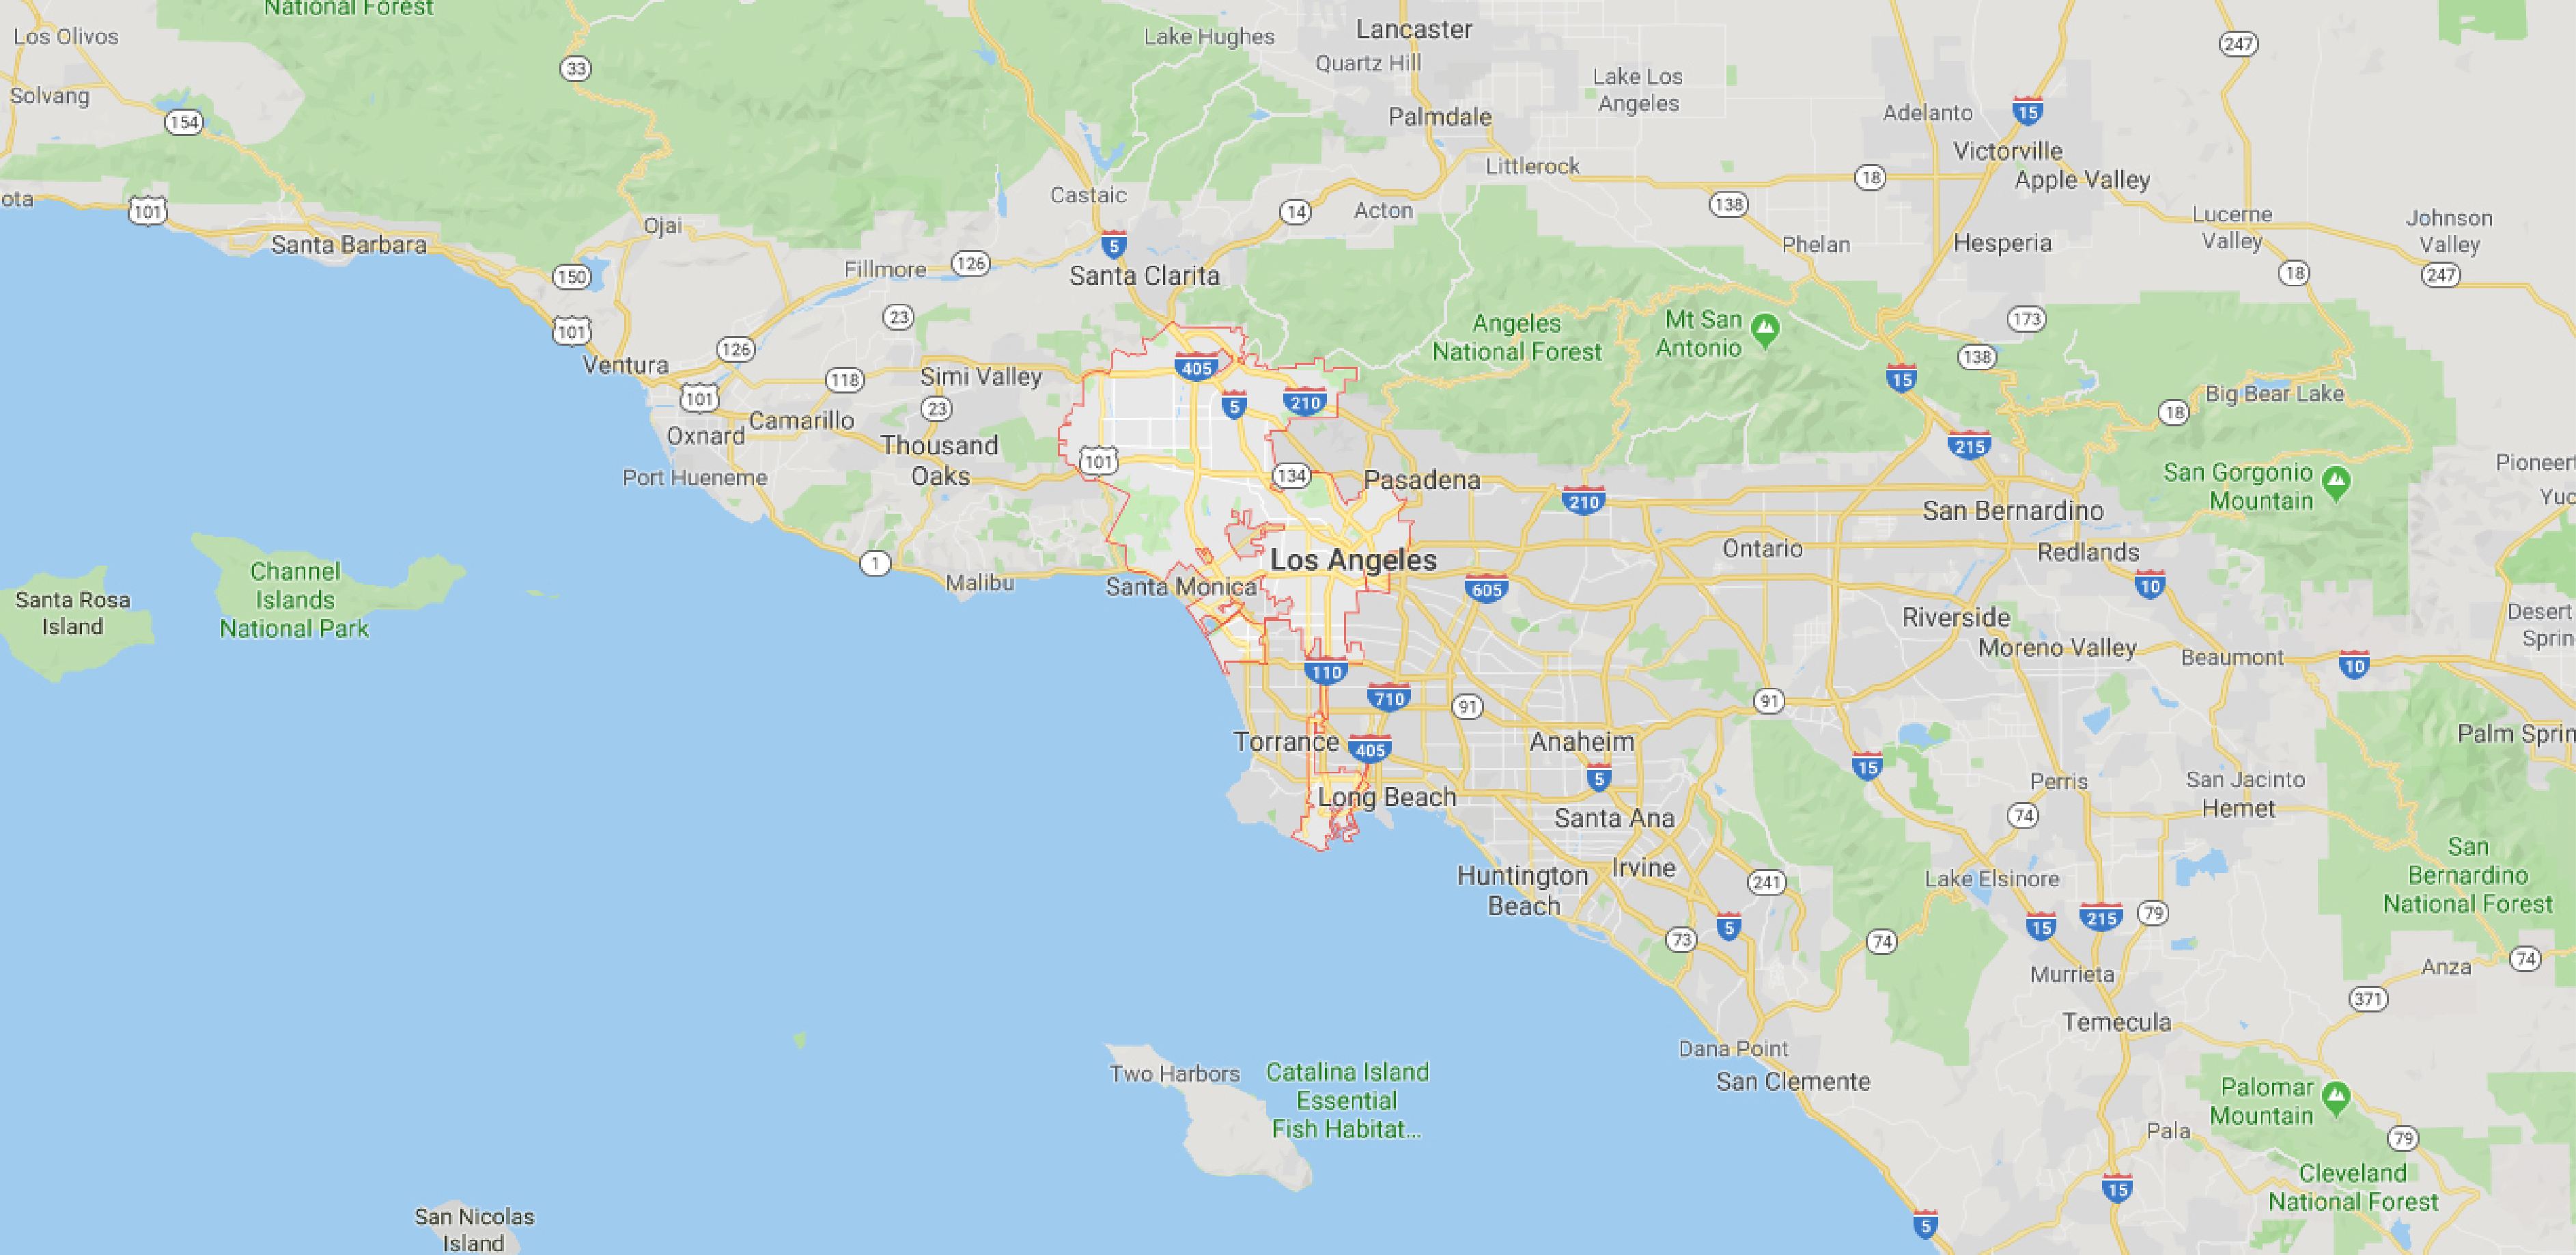 National Forest
Los Olivos
Lake Hughes
Lancaster
Quartz Hill
247
33
Solvang
154
Palmdale
Lake Los
Angeles
Adelanto
15
Victorville
Littlerock
18
Apple Valley
ota
101
Castaic
14
Acton
138
Lucerne
Valley
Johnson
Valley
Ojai
Santa Barbara
5
Phelan
Hesperia
150
Fillmore
126
Santa Clarita
18
247
23
101
Angeles
National Forest
Mt San
Antonio
173
126
138
Ventura
118
Simi Valley
405
15
101
23
5
210
18
Big Bear Lake
Camarillo
Oxnard
Thousand
Oaks
215
101
134
Pasadena
San Gorgonio
Mountain
Pioneer
Yuc
Port Hueneme
210
San Bernardino
Channel
Islands
National Park
1
Los Angeles
Ontario
Redlands
Santa Rosa
Island
Malibu
Santa Monica
605
10
Riverside
Desert
Sprin
Moreno Valley
Beaumont
10
110
710
91
91
Torrance
405
Anaheim
Palm Sprin
5
15
Perris
San Jacinto
Hemet
Long Beach
Santa Ana
74
Huntington
Beach
Irvine
241
Lake Elsinore
San
Bernardino
National Forest
73
5
74
15
215
79
Murrieta
Anza
74
371
Temecula
Dana Point
San Clemente
Two Harbors
Catalina Island
Essential
Fish Habitat...
Palomar
Mountain
Pala
79
15
Cleveland
National Forest
San Nicolas
Island
5